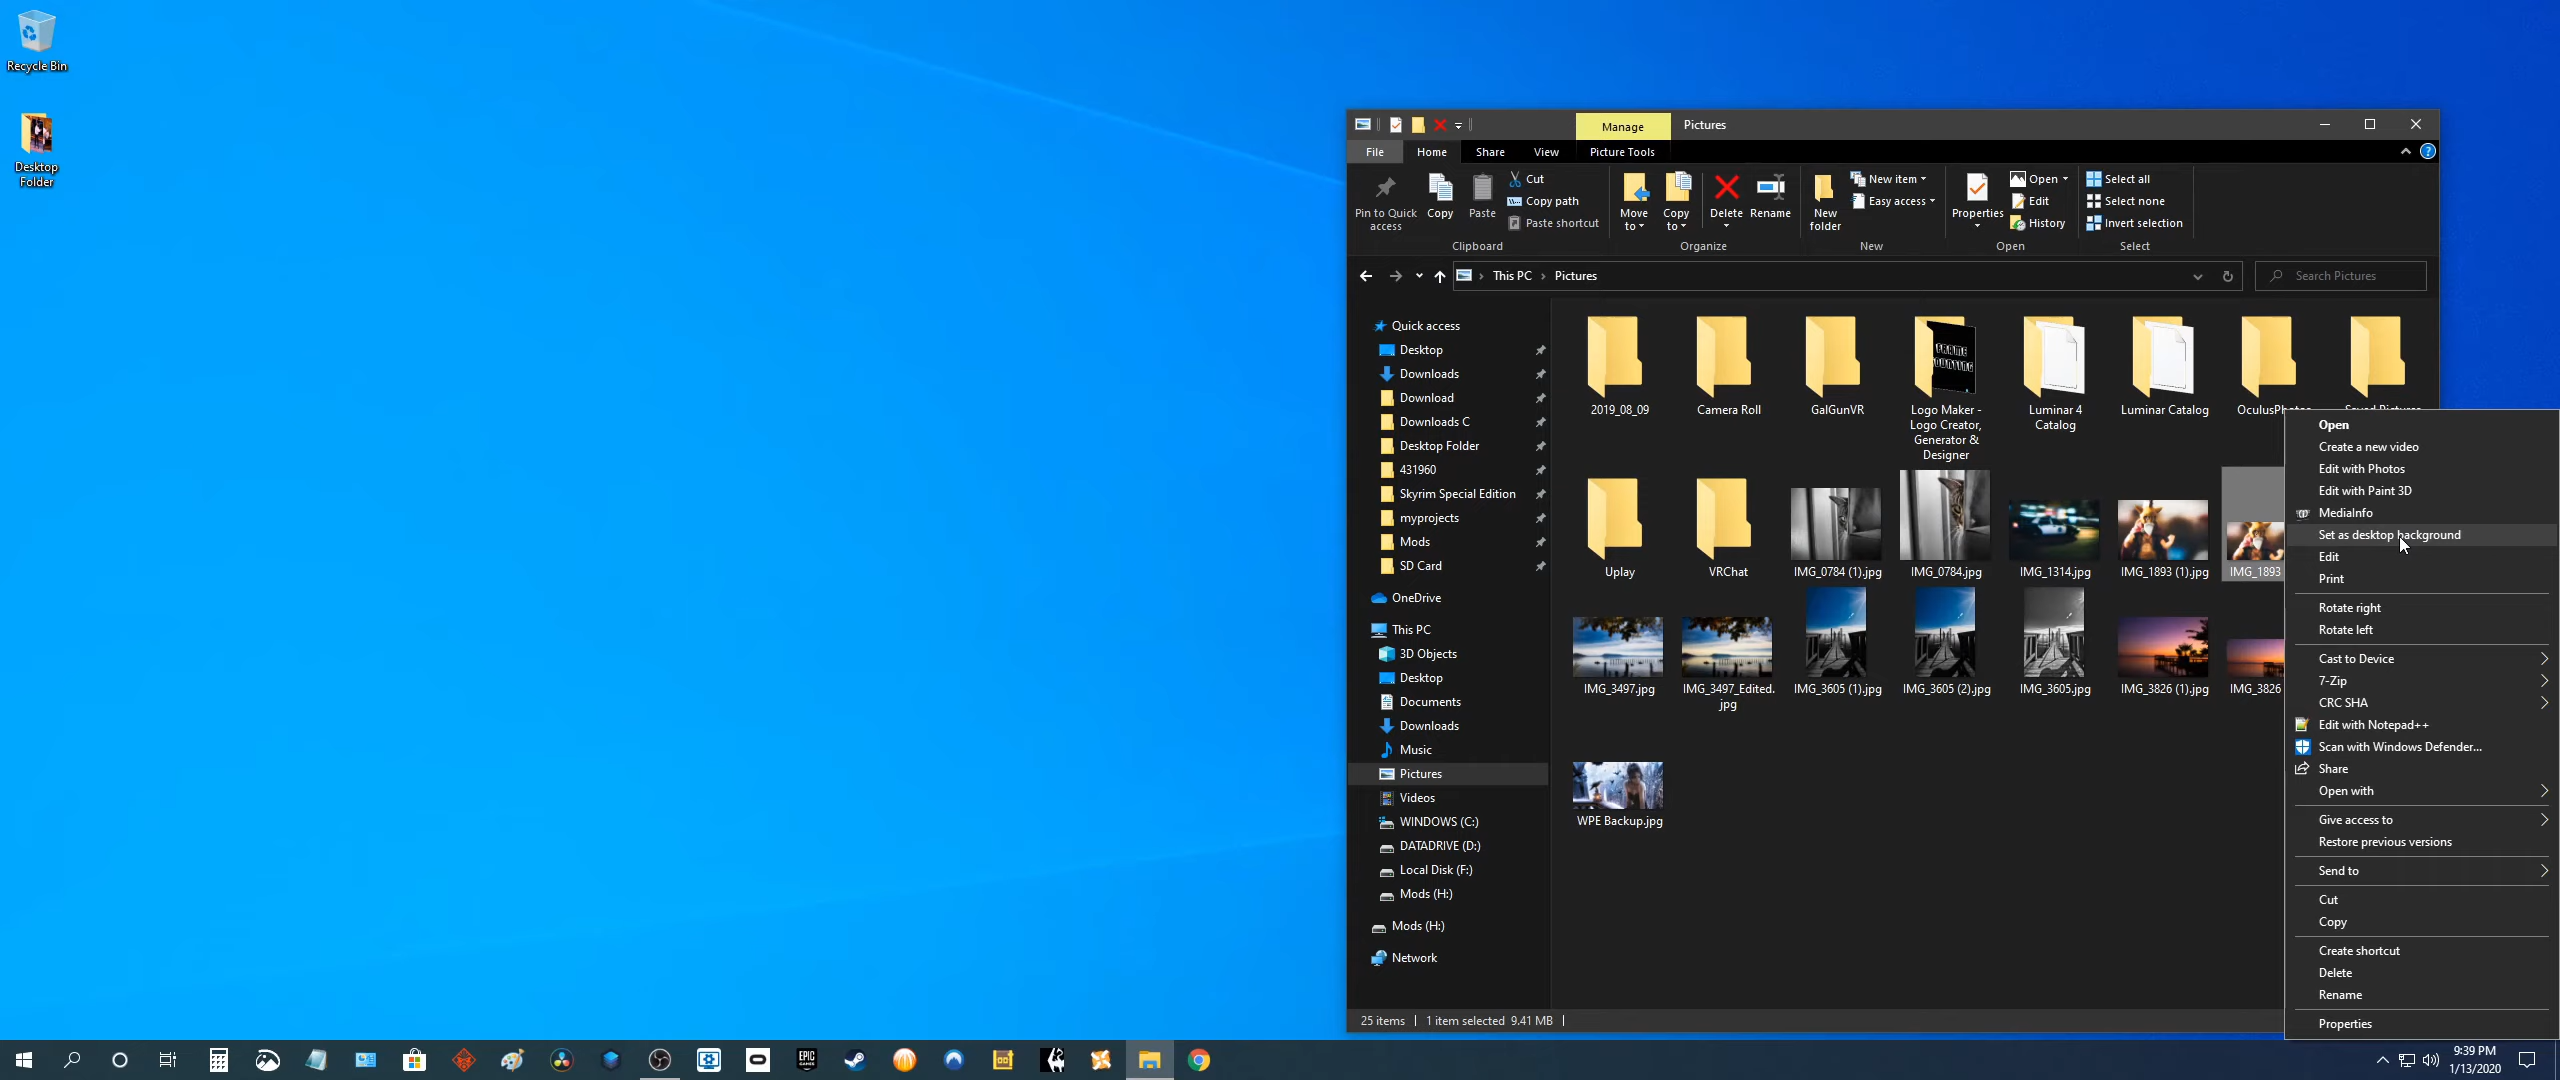 Recycle Bin
Desktop
Folder
Manage
Pictures
File
Home
Share
View
Picture Tools
Pin to Quick
access
Copy
Paste
Cut
Copy path
Paste shortcut
Move
to
Copy
to
Delete
Rename
New
folder
New item
Easy access
Properties
Open
Edit
History
Select all
Select none
Invert selection
Clipboard
Organize
New
Open
Select
This PC
Pictures
Search Pictures
Quick access
Desktop
Downloads
Download
Downloads C
Desktop Folder
431960
Skyrim Special Edition
myprojects
Mods
SD Card
OneDrive
This PC
3D Objects
Desktop
Documents
Downloads
Music
Pictures
Videos
WINDOWS (C:)
DATADRIVE (D:)
Local Disk (F:)
Mods (H:)
Mods (H:)
Network
2019_08_09
Camera Roll
GalGunVR
Logo Maker -
Logo Creator,
Generator &
Designer
Luminar 4
Catalog
Luminar Catalog
Uplay
VRChat
IMG_0784 (1).jpg
IMG_0784.jpg
IMG_1314.jpg
IMG_1893 (1).jpg
IMG_1893
IMG_3497.jpg
IMG_3497_Edited.
jpg
IMG_3605 (1).jpg
IMG_3605 (2).jpg
IMG_3605.jpg
IMG_3826 (1).jpg
IMG_3826
WPE Backup.jpg
25 items
1 item selected 9.41 MB
Open
Create a new video
Edit with Photos
Edit with Paint 3D
MediaInfo
Set as desktop background
Edit
Print
Rotate right
Rotate left
Cast to Device
7-Zip
CRC SHA
Edit with Notepad++
Scan with Windows Defender...
Share
Open with
Give access to
Restore previous versions
Send to
Cut
Copy
Create shortcut
Delete
Rename
Properties
EPIC
GAMES
9:39 PM
1/13/2020